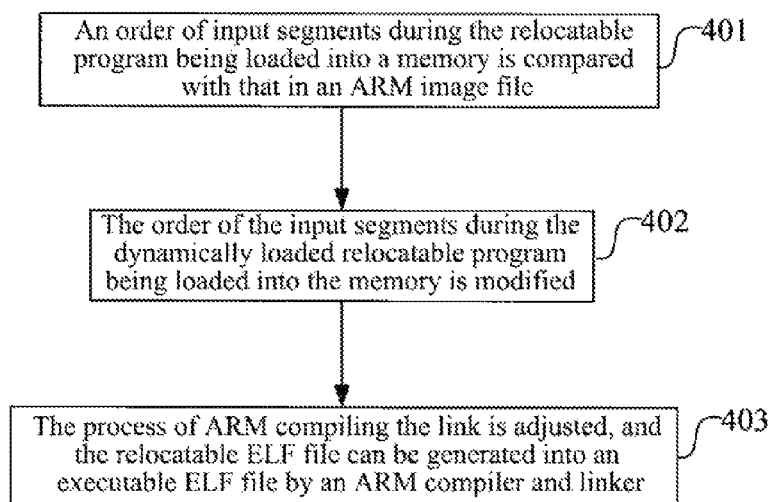 An order of input segments during the relocatable
program being loaded into a memory is compared
with that in an ARM image file
401
The order of the input segments during the
dynamically loaded relocatable program
being loaded into the memory is modified
402
The process of ARM compiling the link is adjusted, and
the relocatable ELF file can be generated into an
executable ELF file by an ARM compiler and linker
403